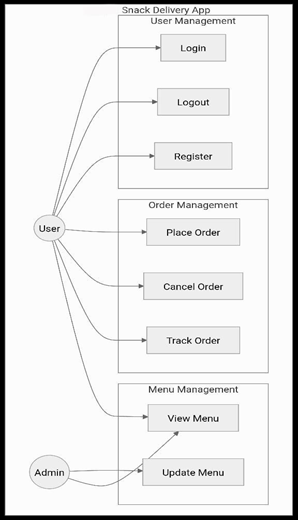 Snack Delivery App
User Management
Login
Logout
Register
User
Order Management
Place Order
Cancel Order
Track Order
Menu Management
View Menu
Admin
Update Menu